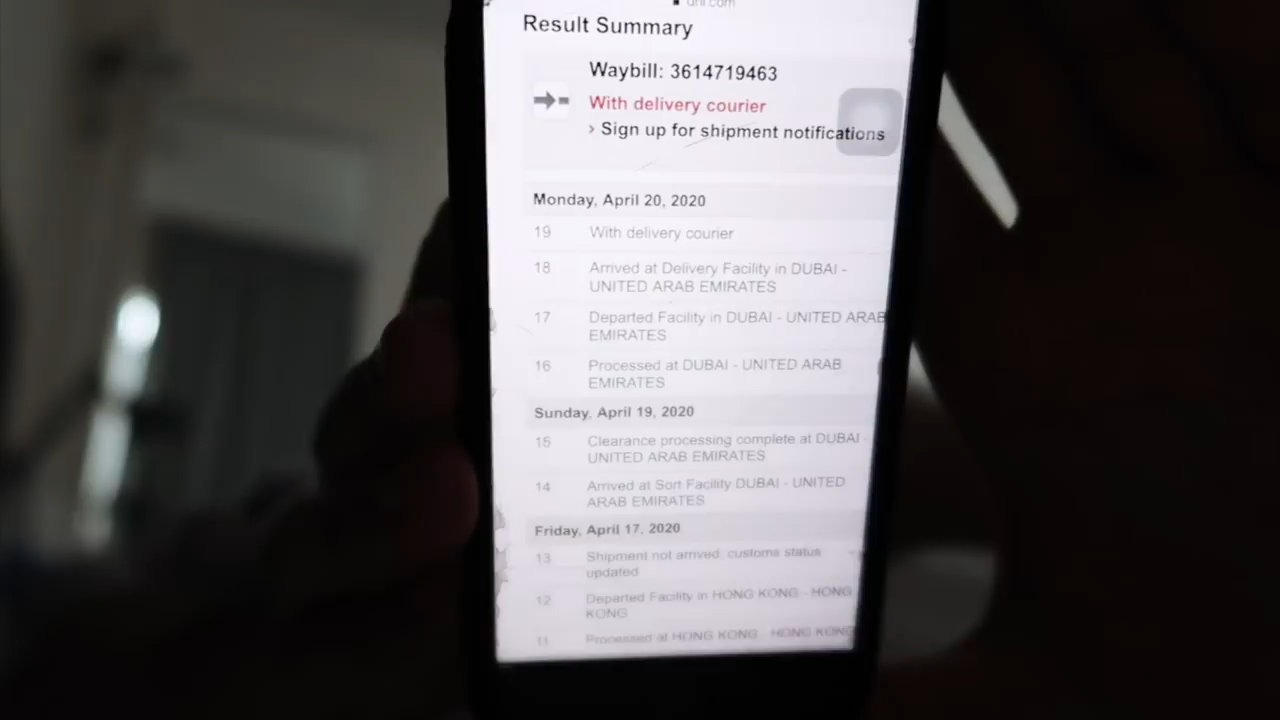 Result Summary
Waybill: 3614719463
With delivery courier
› Sign up for shipment notifications
Monday, April 20, 2020
19 With delivery courier
18 Arrived at Delivery Facility in DUBAI -
UNITED ARAB EMIRATES
17 Departed Facility in DUBAI - UNITED ARAB
EMIRATES
16 Processed at DUBAI - UNITED ARAB
EMIRATES
Sunday, April 19, 2020
15 Clearance processing complete at DUBAI -
UNITED ARAB EMIRATES
14 Arrived at Sort Facility DUBAI - UNITED
ARAB EMIRATES
Friday, April 17, 2020
13 Shipment not arrived; customs status
updated
12 Departed Facility in HONG KONG - HONG
KONG
11 Processed at HONG KONG - HONG KONG